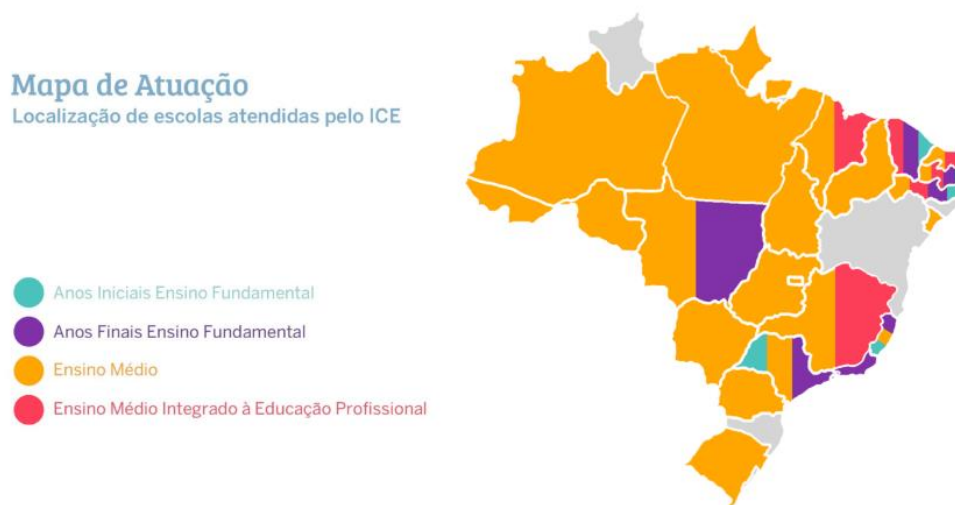 Mapa de Atuação
Localização de escolas atendidas pelo ICE
Anos Iniciais Ensino Fundamental
Anos Finais Ensino Fundamental
Ensino Médio
Ensino Médio Integrado à Educação Profissional